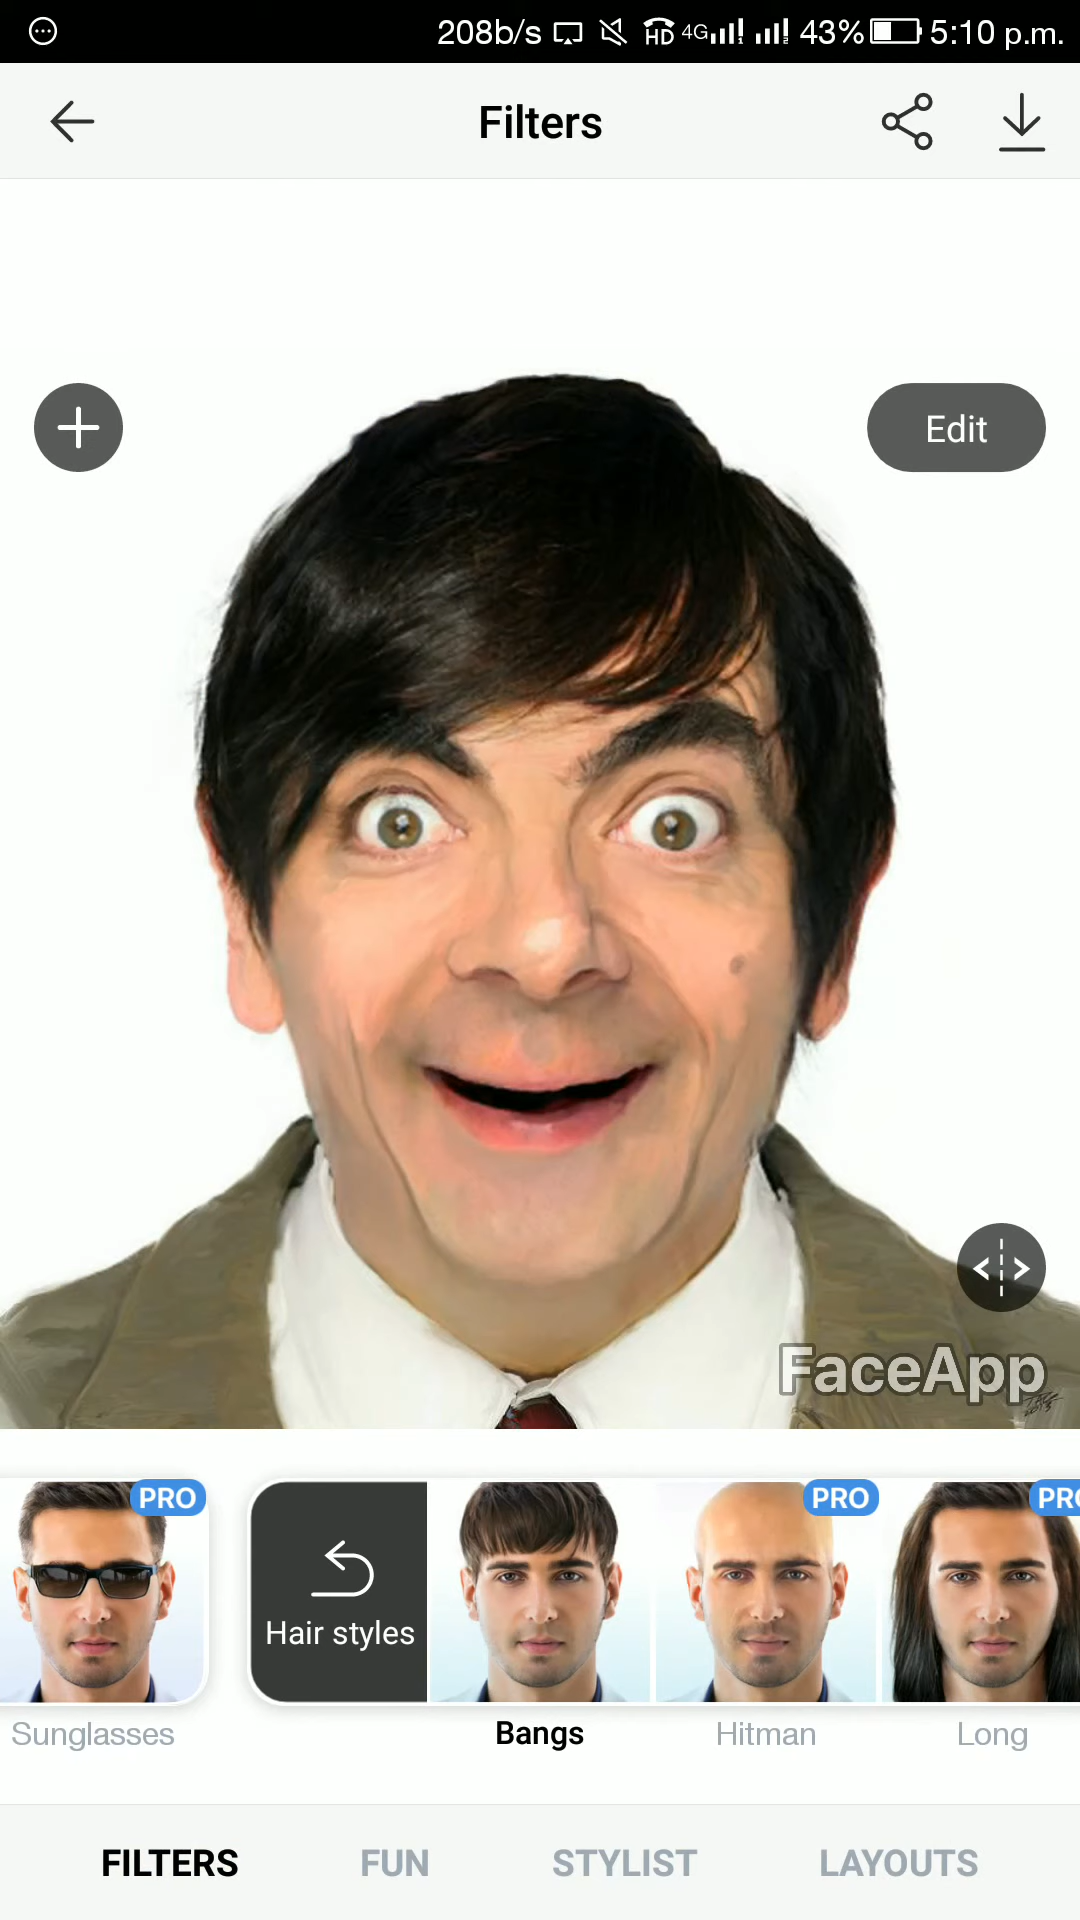 208b/s HD 4G 43% 5:10 p.m.
Filters
Edit
FaceApp
PRO PRO PRO
Hair styles
Sunglasses Bangs Hitman Long
FILTERS FUN STYLIST LAYOUTS